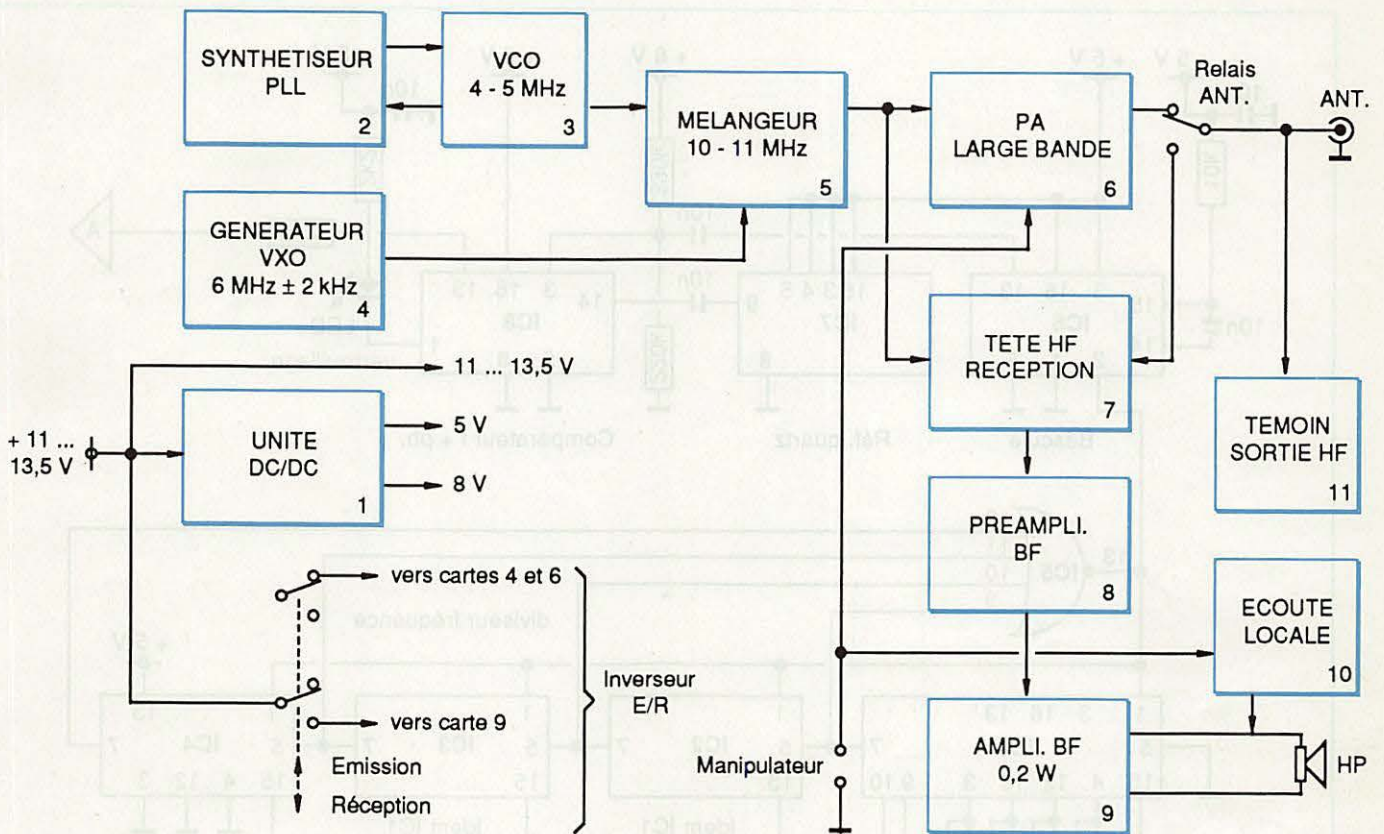 SYNTHETISEUR
PLL
2
VCO
4 - 5 MHz
3
MELANGEUR
10 - 11 MHz
5
PA
LARGE BANDE
6
Relais
ANT.
ANT.
GENERATEUR
VXO
6 MHz ± 2 kHz
4
TETE HF
RECEPTION
7
TEMOIN
SORTIE HF
11
+ 11 ...
13,5 V
UNITE
DC/DC
1
11 ... 13,5 V
5 V
8 V
PREAMPLI.
BF
8
ECOUTE
LOCALE
10
vers cartes 4 et 6
vers carte 9
Emission
Réception
Inverseur
E/R
Manipulateur
AMPLI. BF
0,2 W
9
HP